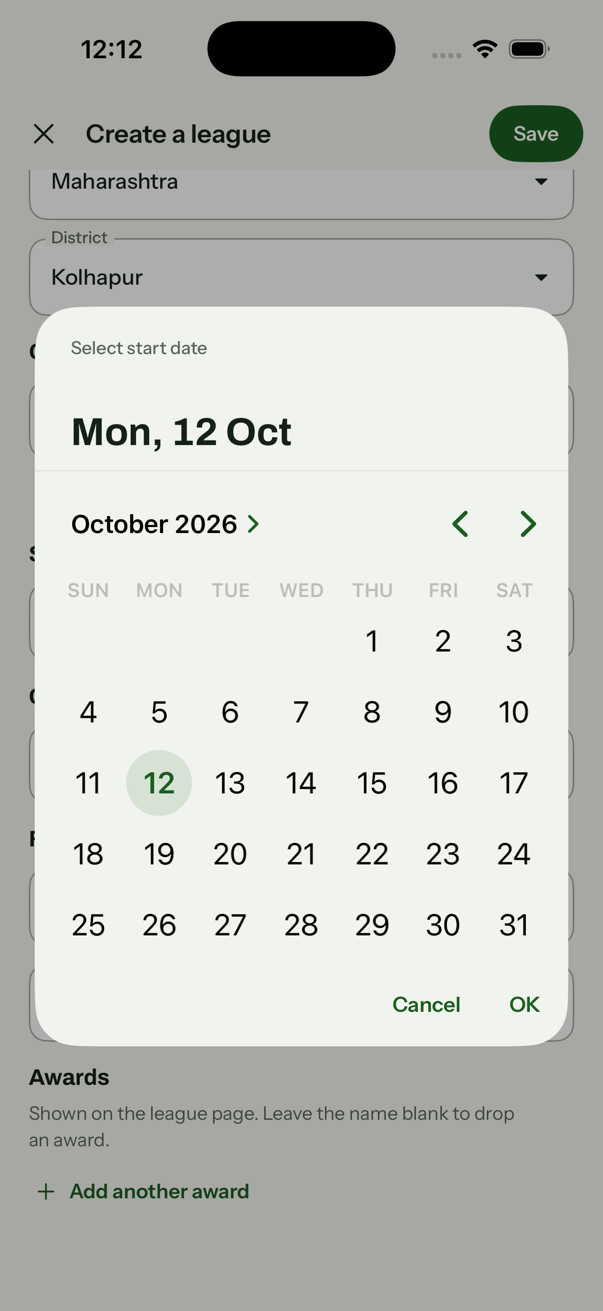 12:12
Create a league
Save
Maharashtra
District
Kolhapur
Select start date
Mon, 12 Oct
October 2026
SUN MON TUE WED THU FRI SAT
1 2 3
4 5 6 7 8 9 10
11 12 13 14 15 16 17
18 19 20 21 22 23 24
25 26 27 28 29 30 31
Cancel OK
Awards
Shown on the league page. Leave the name blank to drop
an award.
Add another award